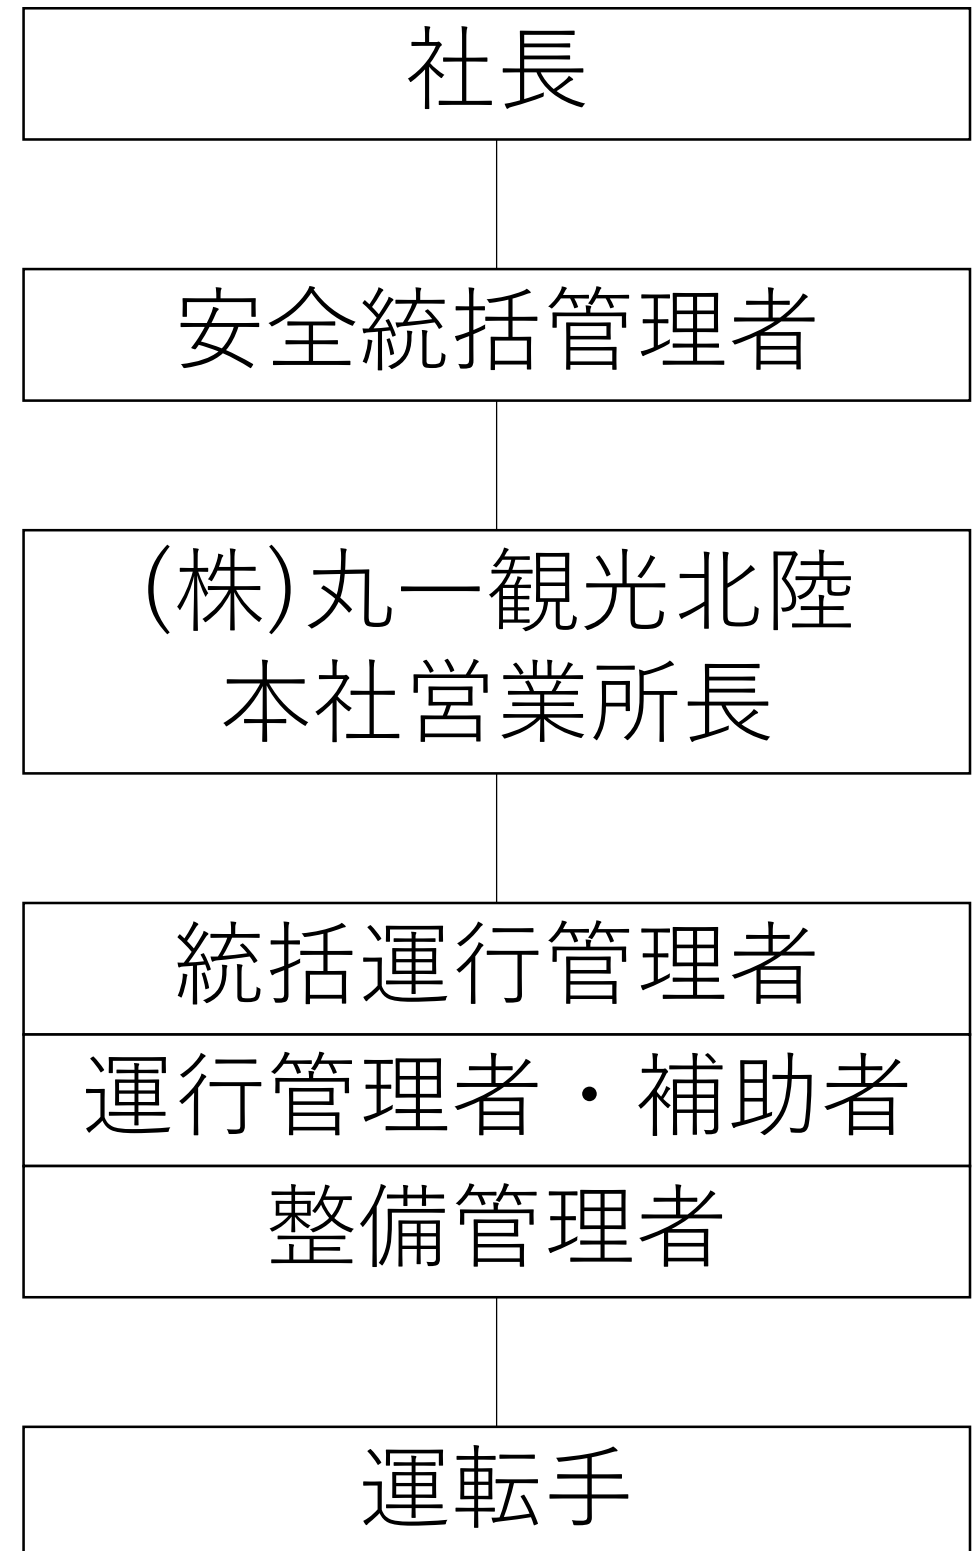 社長
安全統括管理者
(株)丸一観光北陸
本社営業所長
統括運行管理者
運行管理者・補助者
整備管理者
運転手